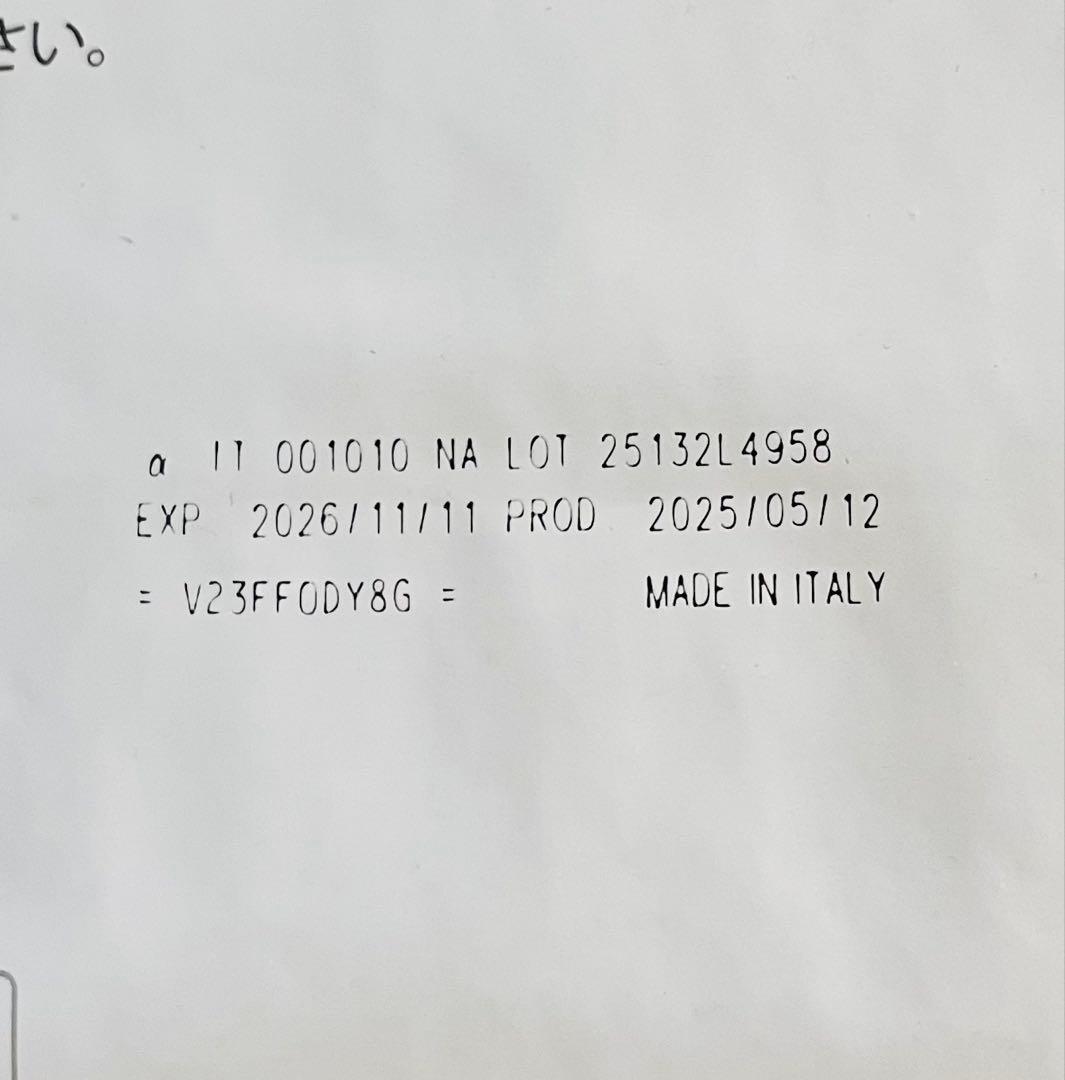 さい。
α IT 001010 NA LOT 25132L4958
EXP 2026/11/11 PROD 2025/05/12
= V23FF0DY8G = MADE IN ITALY